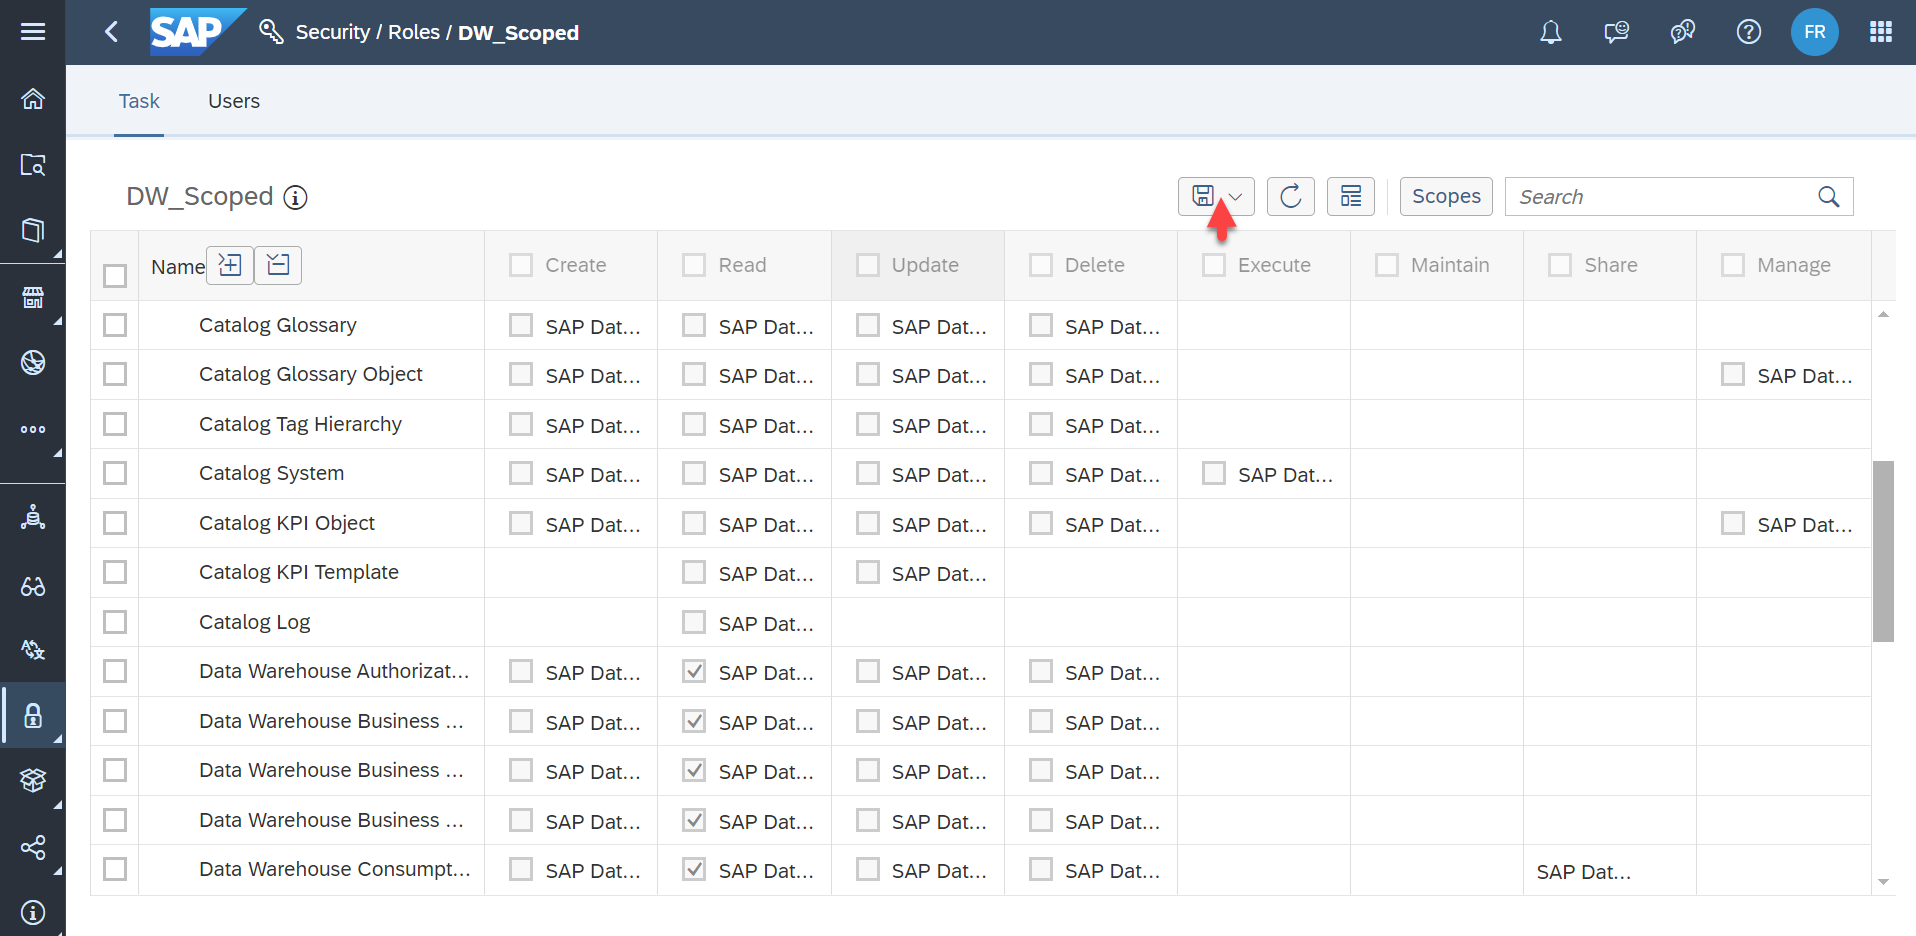 SAP Security / Roles / DW_Scoped FR
Task Users
DW_Scoped Scopes Search
Name Create Read Update Delete Execute Maintain Share Manage
Catalog Glossary SAP Dat... SAP Dat... SAP Dat... SAP Dat...
Catalog Glossary Object SAP Dat... SAP Dat... SAP Dat... SAP Dat... SAP Dat...
Catalog Tag Hierarchy SAP Dat... SAP Dat... SAP Dat... SAP Dat...
Catalog System SAP Dat... SAP Dat... SAP Dat... SAP Dat... SAP Dat...
Catalog KPI Object SAP Dat... SAP Dat... SAP Dat... SAP Dat... SAP Dat...
Catalog KPI Template SAP Dat... SAP Dat...
Catalog Log SAP Dat...
Data Warehouse Authorizat... SAP Dat... SAP Dat... SAP Dat... SAP Dat...
Data Warehouse Business ... SAP Dat... SAP Dat... SAP Dat... SAP Dat...
Data Warehouse Business ... SAP Dat... SAP Dat... SAP Dat... SAP Dat...
Data Warehouse Business ... SAP Dat... SAP Dat... SAP Dat... SAP Dat...
Data Warehouse Consumpt... SAP Dat... SAP Dat... SAP Dat... SAP Dat... SAP Dat...